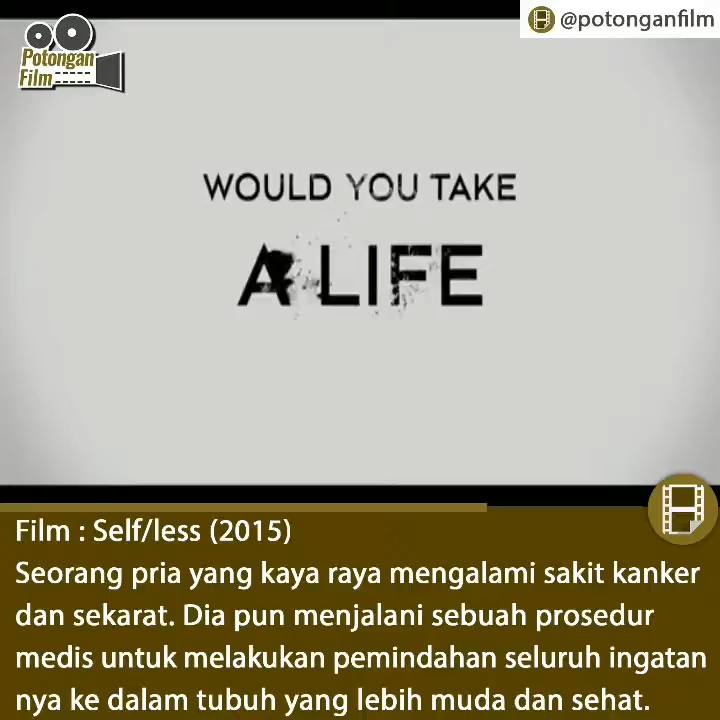 Potongan
Film
@potonganfilm
WOULD YOU TAKE
A LIFE
Film : Self/less (2015)
Seorang pria yang kaya raya mengalami sakit kanker
dan sekarat. Dia pun menjalani sebuah prosedur
medis untuk melakukan pemindahan seluruh ingatan
nya ke dalam tubuh yang lebih muda dan sehat.